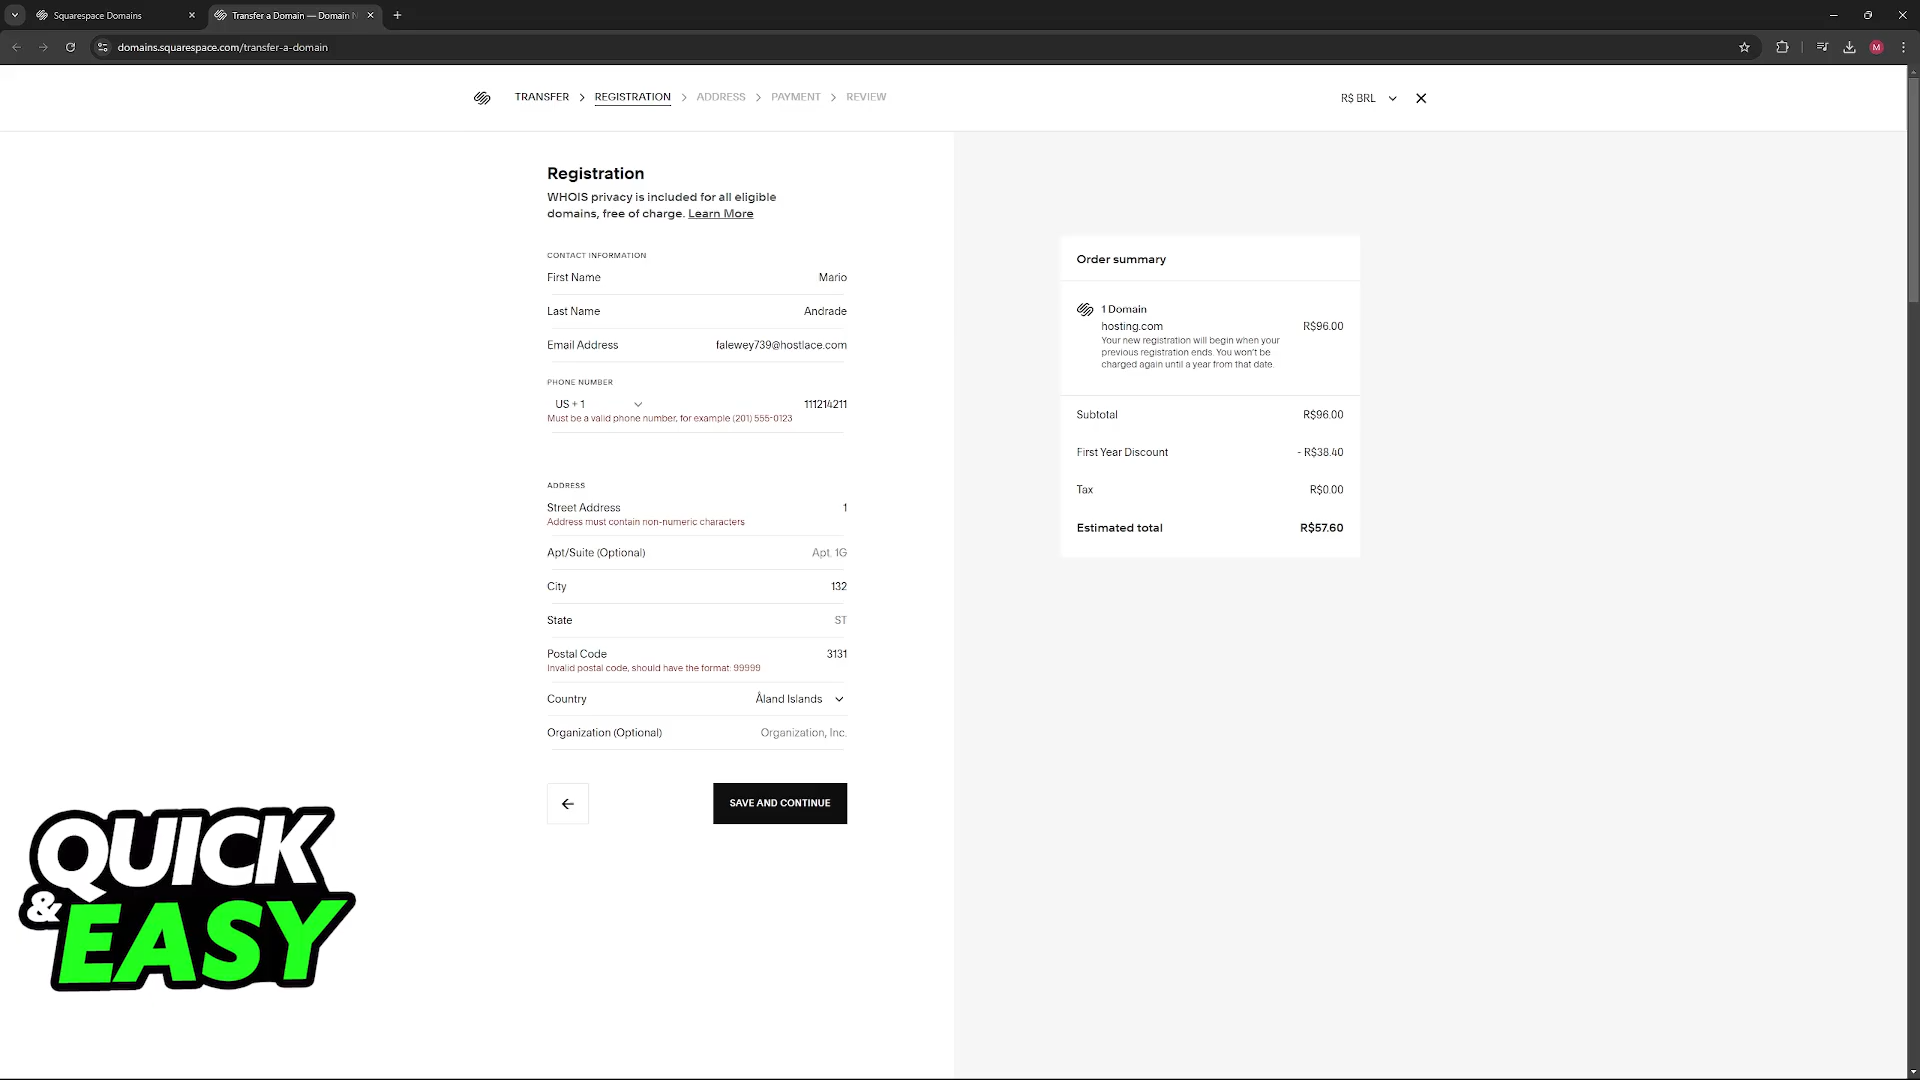 Squarespace Domains
Transfer a Domain — Domain N
domains.squarespace.com/transfer-a-domain
M
TRANSFER > REGISTRATION > ADDRESS > PAYMENT > REVIEW
R$ BRL
Registration
WHOIS privacy is included for all eligible
domains, free of charge. Learn More
CONTACT INFORMATION
First Name Mario
Last Name Andrade
Email Address falewey739@hostlace.com
PHONE NUMBER
US + 1 111214211
Must be a valid phone number, for example (201) 555-0123
ADDRESS
Street Address 1
Address must contain non-numeric characters
Apt/Suite (Optional) Apt. 1G
City 132
State ST
Postal Code 3131
Invalid postal code, should have the format: 99999
Country Åland Islands
Organization (Optional) Organization, Inc.
SAVE AND CONTINUE
Order summary
1 Domain
hosting.com R$96.00
Your new registration will begin when your
previous registration ends. You won't be
charged again until a year from that date.
Subtotal R$96.00
First Year Discount - R$38.40
Tax R$0.00
Estimated total R$57.60
QUICK
& EASY